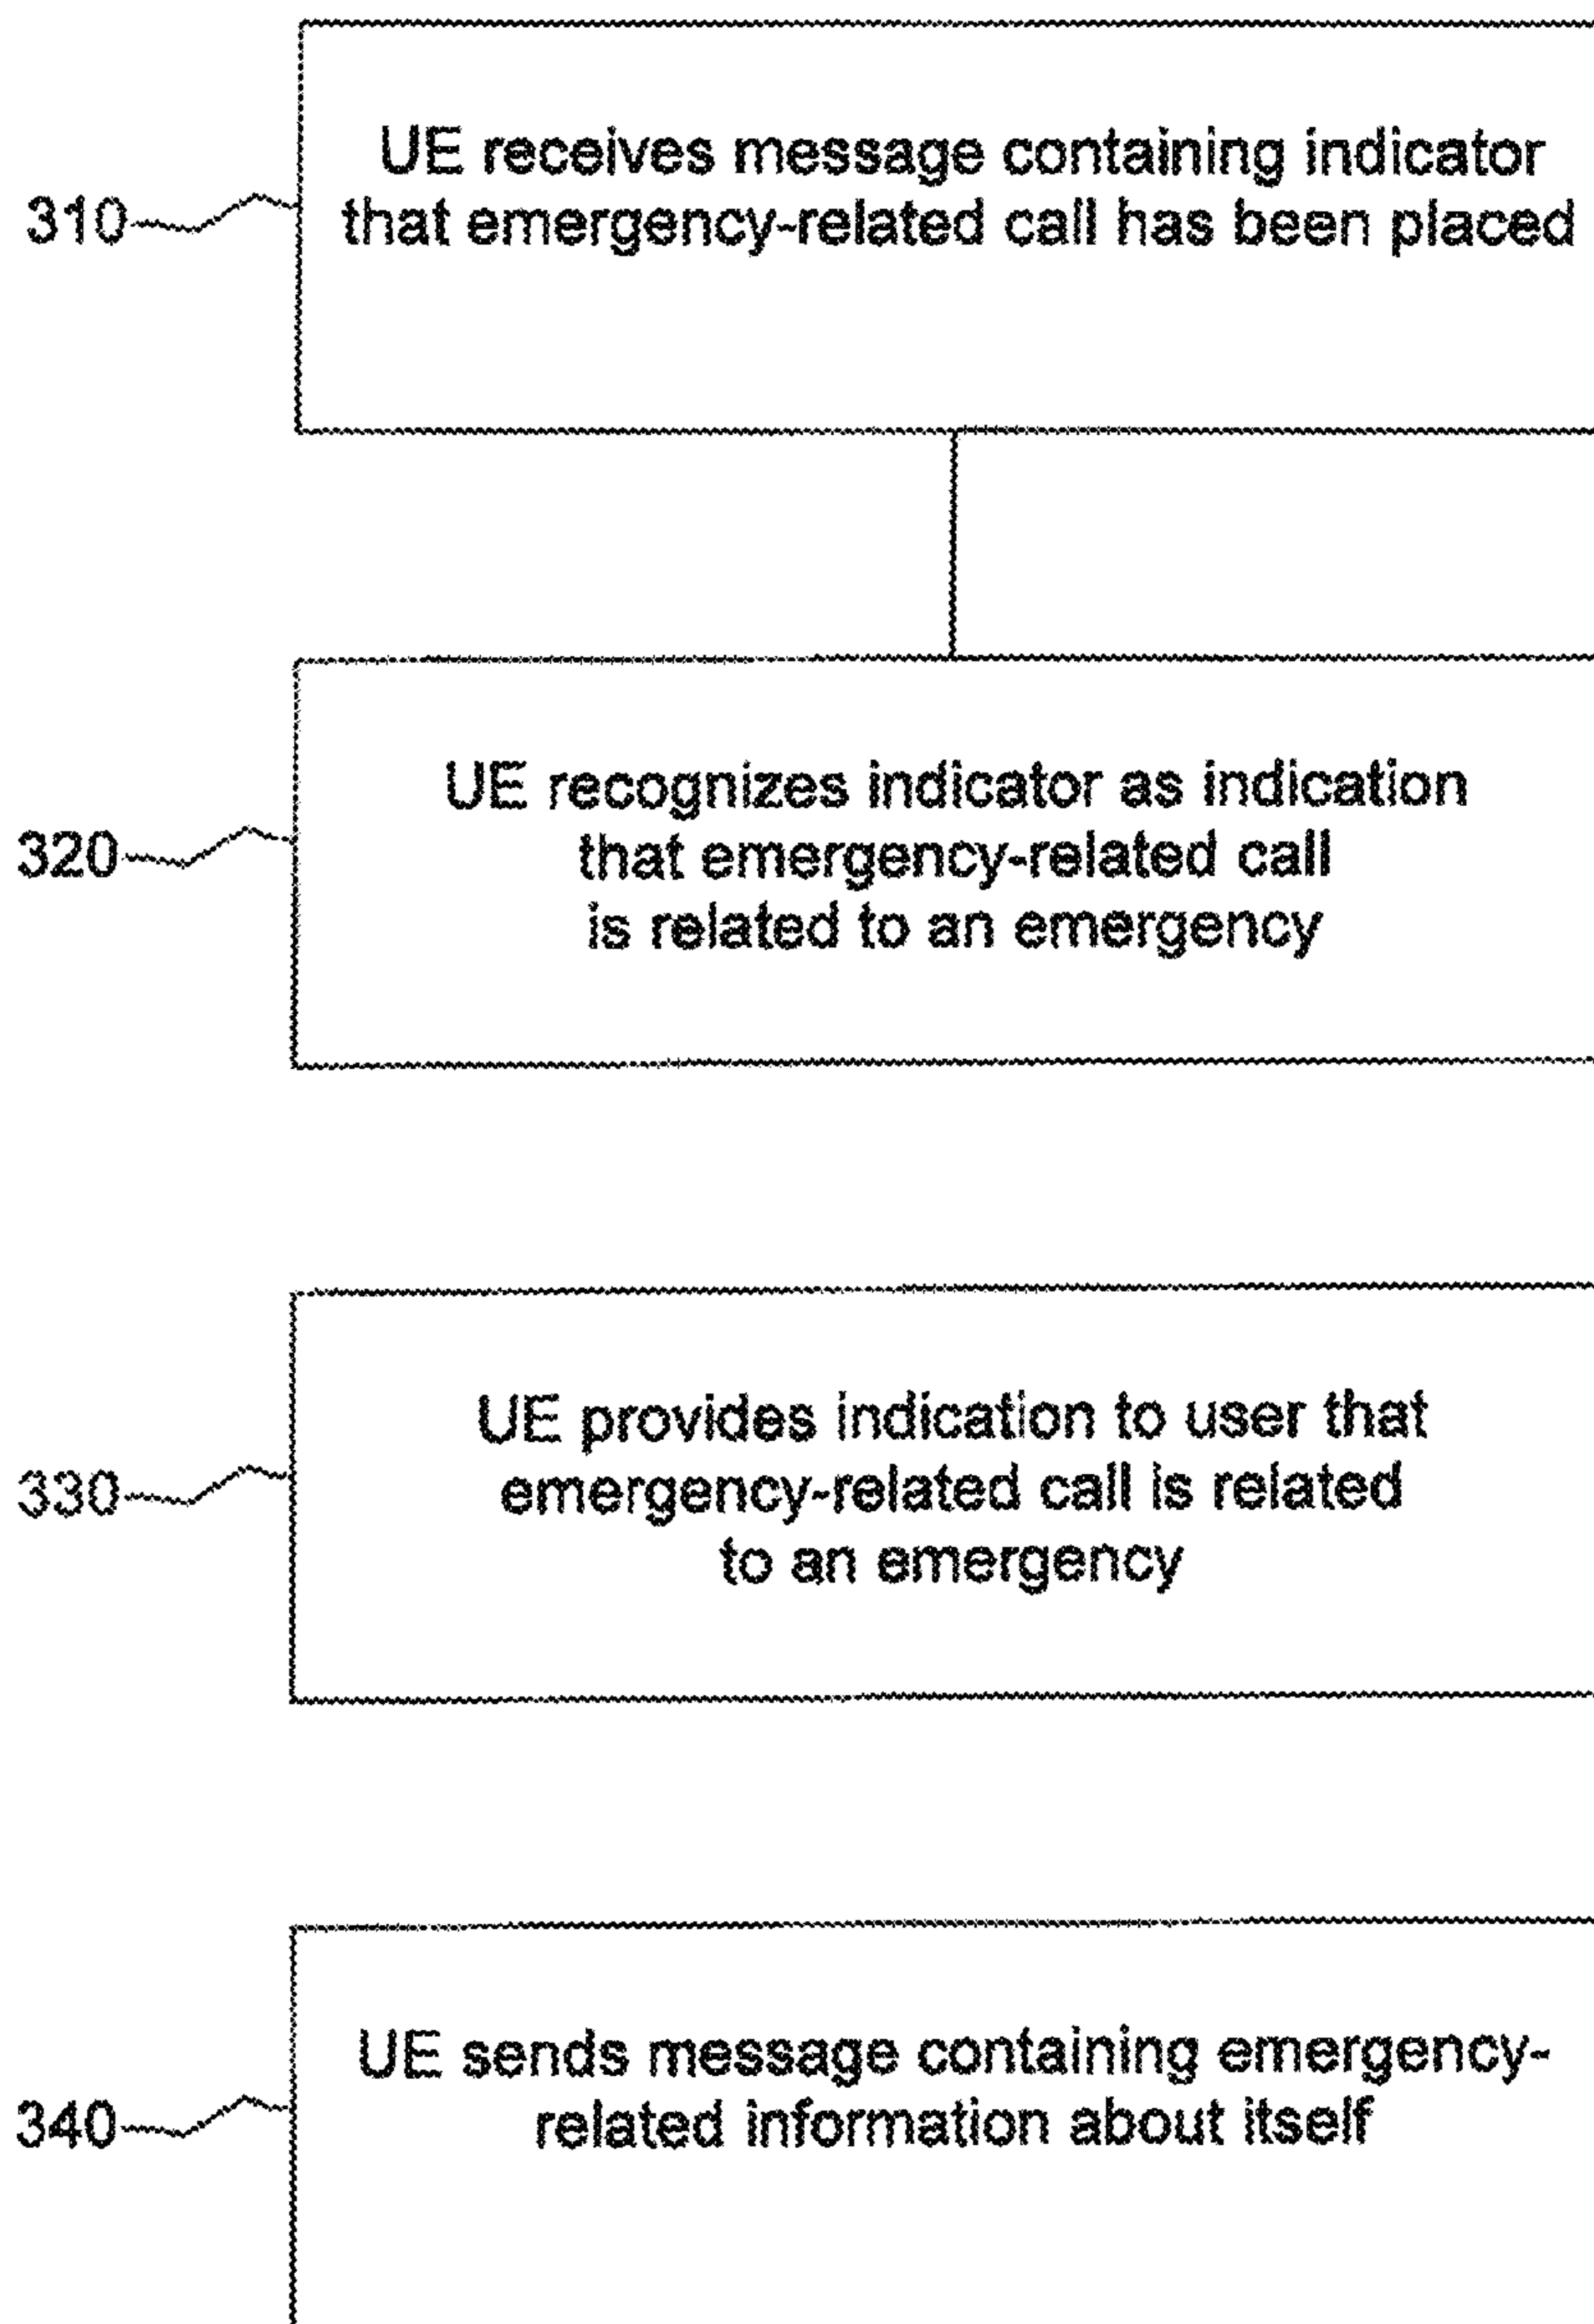 UE receives message containing indicator
310 that emergency-related call has been placed
UE recognizes indicator as indication
320 that emergency-related call
is related to an emergency
UE provides indication to user that
330 emergency-related call is related
to an emergency
UE sends message containing emergency-
340 related information about itself